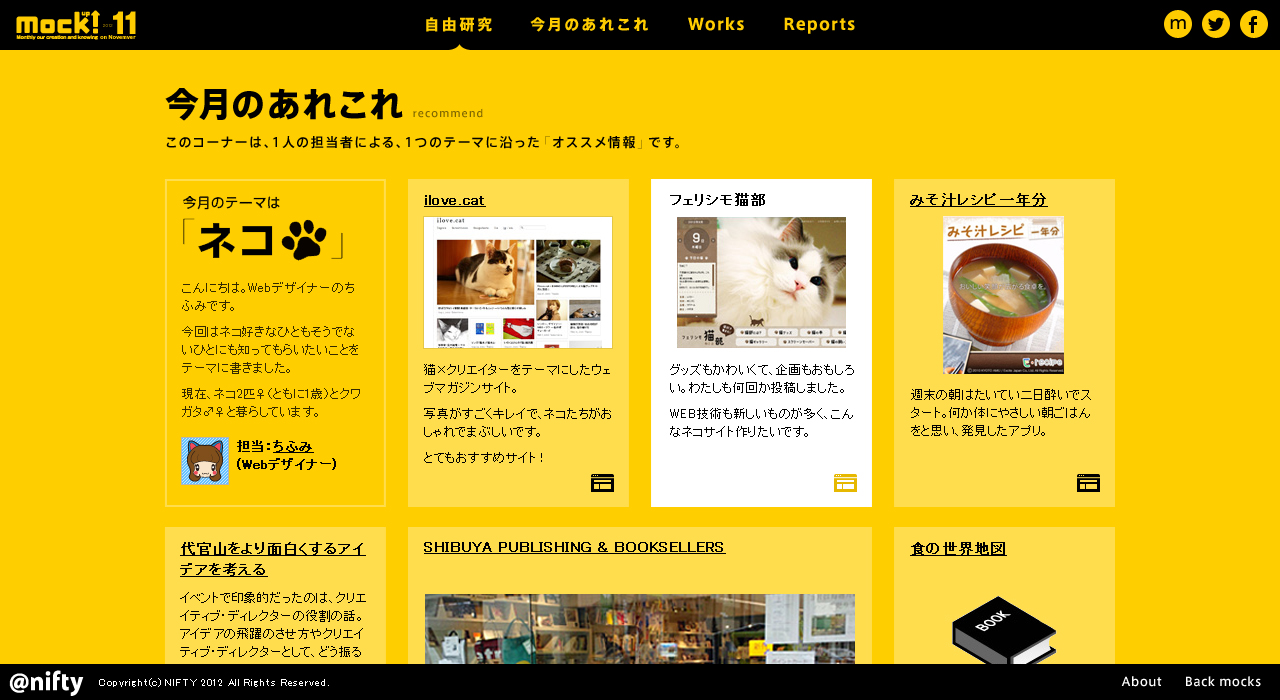 mock up! 11
Monthly our creation and knowing on November
自由研究
今月のあれこれ
Works
Reports
m
今月のあれこれ recommend
このコーナーは、1人の担当者による、1つのテーマに沿った「オススメ情報」です。
今月のテーマは
「ネコ」
こんにちは。Webデザイナーのち
ふみです。
今回はネコ好きなひともそうでな
いひとにも知ってもらいたいことを
テーマに書きました。
現在、ネコ2匹♀(ともに1歳)とクワ
ガタ♂♀と暮らしています。
担当：ちふみ
(Webデザイナー)
ilove.cat
ilove.cat
猫×クリエイターをテーマにしたウェ
ブマガジンサイト。
写真がすごくキレイで、ネコたちがお
しゃれでまぶしいです。
とてもおすすめサイト！
フェリシモ猫部
9
フェリシモ 猫部
グッズもかわいくて、企画もおもしろ
い。わたしも何回か投稿しました。
WEB技術も新しいものが多く、こん
なネコサイト作りたいです。
みそ汁レシピ一年分
みそ汁レシピ 一年分
E-recipe
週末の朝はたいてい二日酔いでス
タート。何か体にやさしい朝ごはん
をと思い、発見したアプリ。
代官山をより面白くするアイ
デアを考える
イベントで印象的だったのは、クリエ
イティブ・ディレクターの役割の話。
アイデアの飛躍のさせ方やクリエイ
ティブ・ディレクターとして、どう振る
SHIBUYA PUBLISHING & BOOKSELLERS
食の世界地図
BOOK
@nifty
Copyright(c) NIFTY 2012 All Rights Reserved.
About
Back mocks